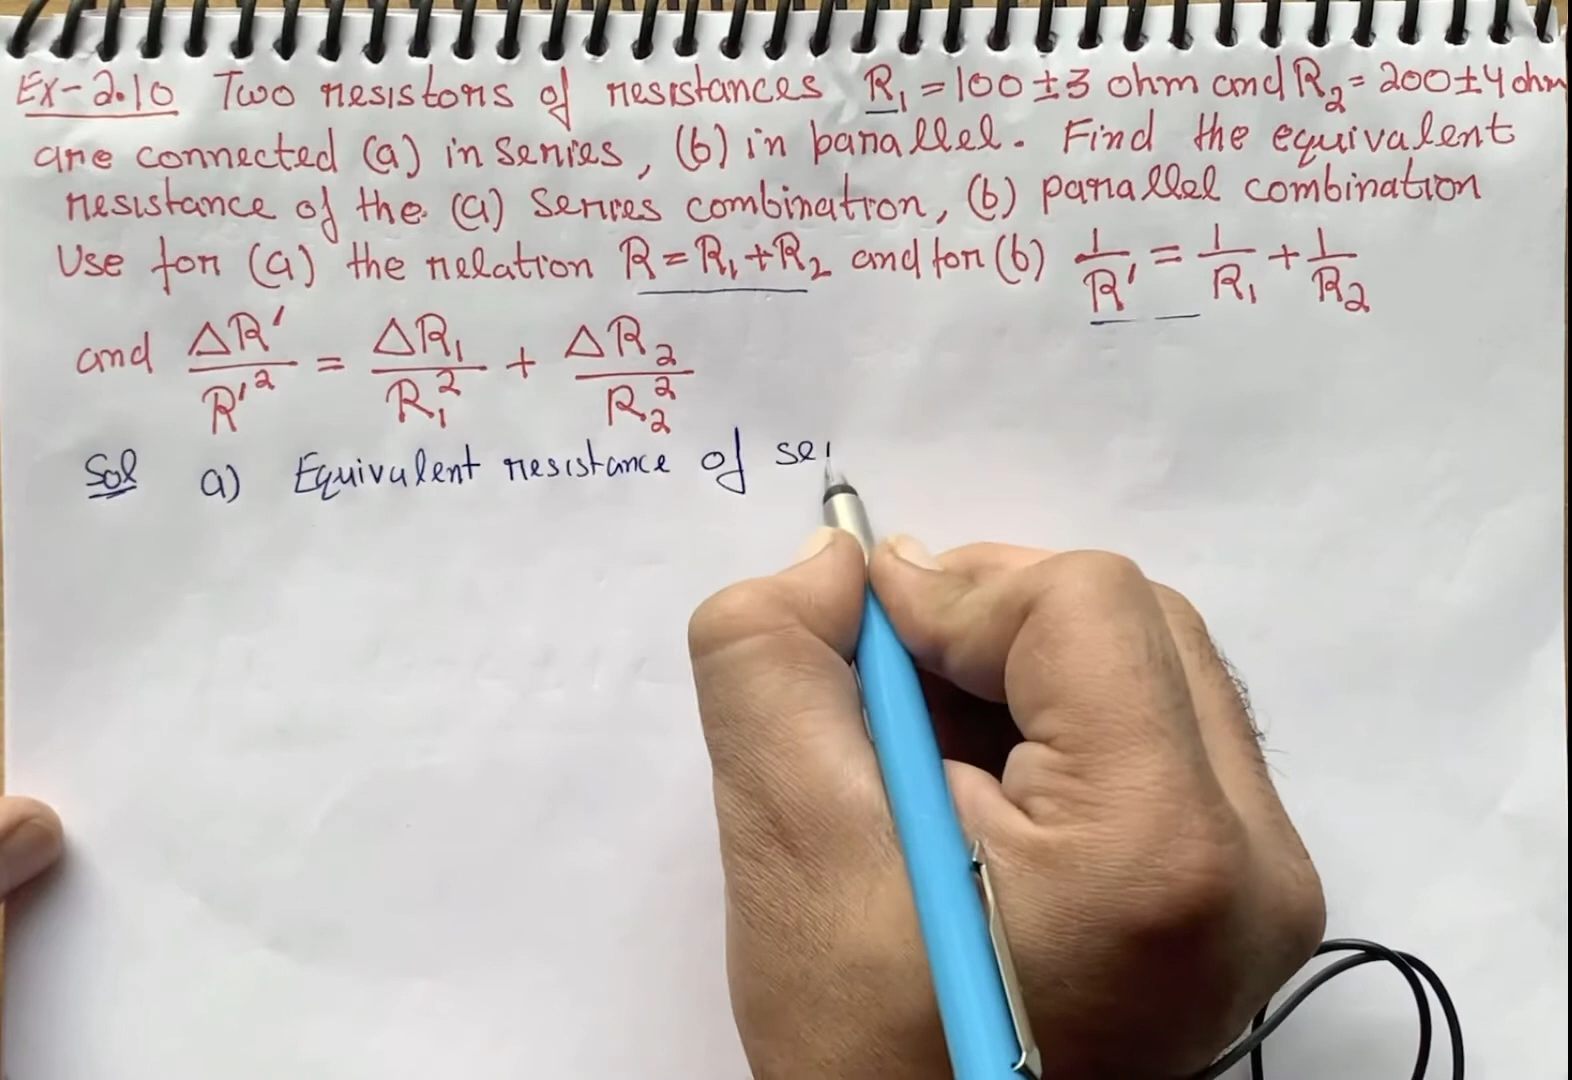 Ex-2.10 Two resistors of resistances R₁ = 100 ± 3 ohm and R₂ = 200 ± 4 ohm
are connected (a) in series, (b) in parallel. Find the equivalent
resistance of the (a) series combination, (b) parallel combination
Use for (a) the relation R = R₁ + R₂ and for (b) 1/R' = 1/R₁ + 1/R₂
and ΔR'/R'² = ΔR₁/R₁² + ΔR₂/R₂²
Sol a) Equivalent resistance of se